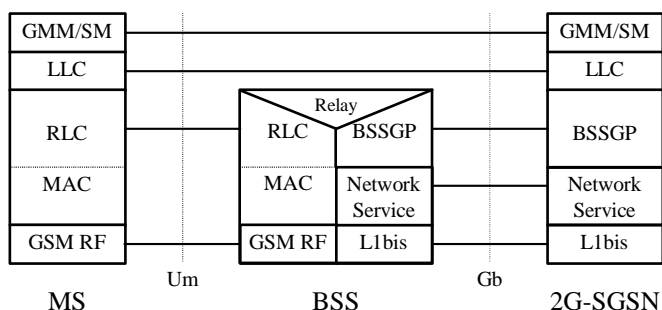 GMM/SM
GMM/SM
LLC
LLC
Relay
RLC
RLC
BSSGP
BSSGP
MAC
MAC
Network
Service
Network
Service
GSM RF
GSM RF
L1bis
L1bis
Um
Gb
MS
BSS
2G-SGSN